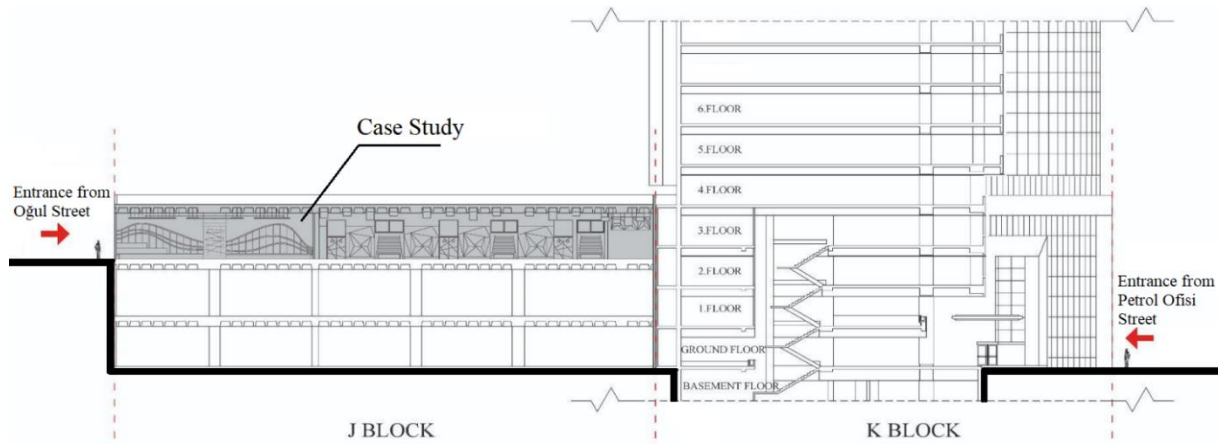 Case Study
Entrance from
Oğul Street
6.FLOOR
5.FLOOR
4.FLOOR
3.FLOOR
2.FLOOR
1.FLOOR
GROUND FLOOR
BASEMENT FLOOR
Entrance from
Petrol Ofisi
Street
J BLOCK
K BLOCK